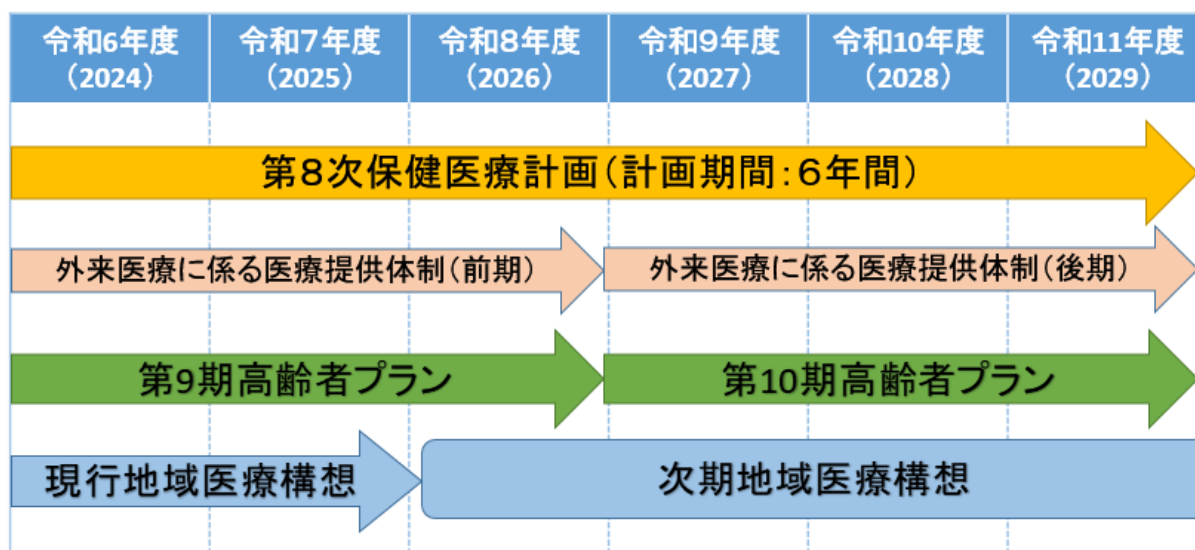 令和6年度
（2024）
令和７年度
（2025）
令和８年度
（2026）
令和９年度
（2027）
令和10年度
（2028）
令和11年度
（2029）
第８次保健医療計画（計画期間：６年間）
外来医療に係る医療提供体制（前期）
外来医療に係る医療提供体制（後期）
第９期高齢者プラン
第10期高齢者プラン
現行地域医療構想
次期地域医療構想